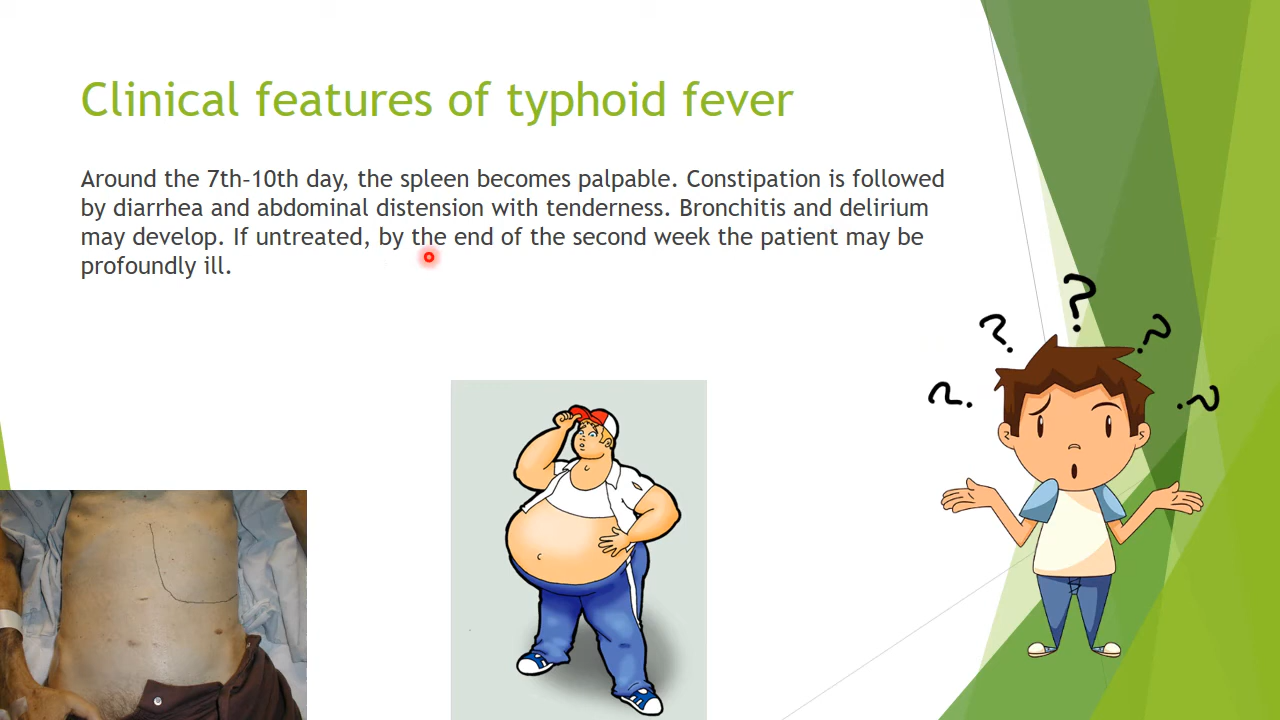 Clinical features of typhoid fever
Around the 7th-10th day, the spleen becomes palpable. Constipation is followed
by diarrhea and abdominal distension with tenderness. Bronchitis and delirium
may develop. If untreated, by the end of the second week the patient may be
profoundly ill.
? ? ? ? ?